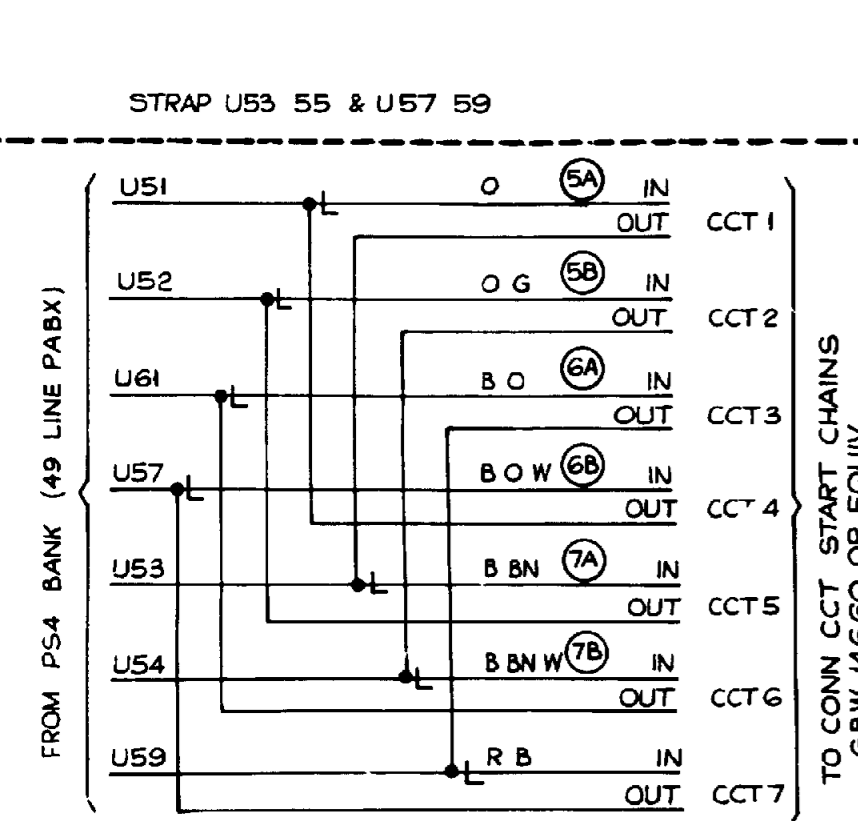 STRAP U53 55 & U57 59
FROM PS4 BANK (49 LINE PABX)
U51 L O 5A IN
OUT CCT 1
U52 L O G 5B IN
OUT CCT 2
U61 L B O 6A IN
OUT CCT 3
U57 L B O W 6B IN
OUT CCT 4
U53 L B BN 7A IN
OUT CCT 5
U54 L B BN W 7B IN
OUT CCT 6
U59 L R B IN
OUT CCT 7
TO CONN CCT START CHAINS
OR EQUIV